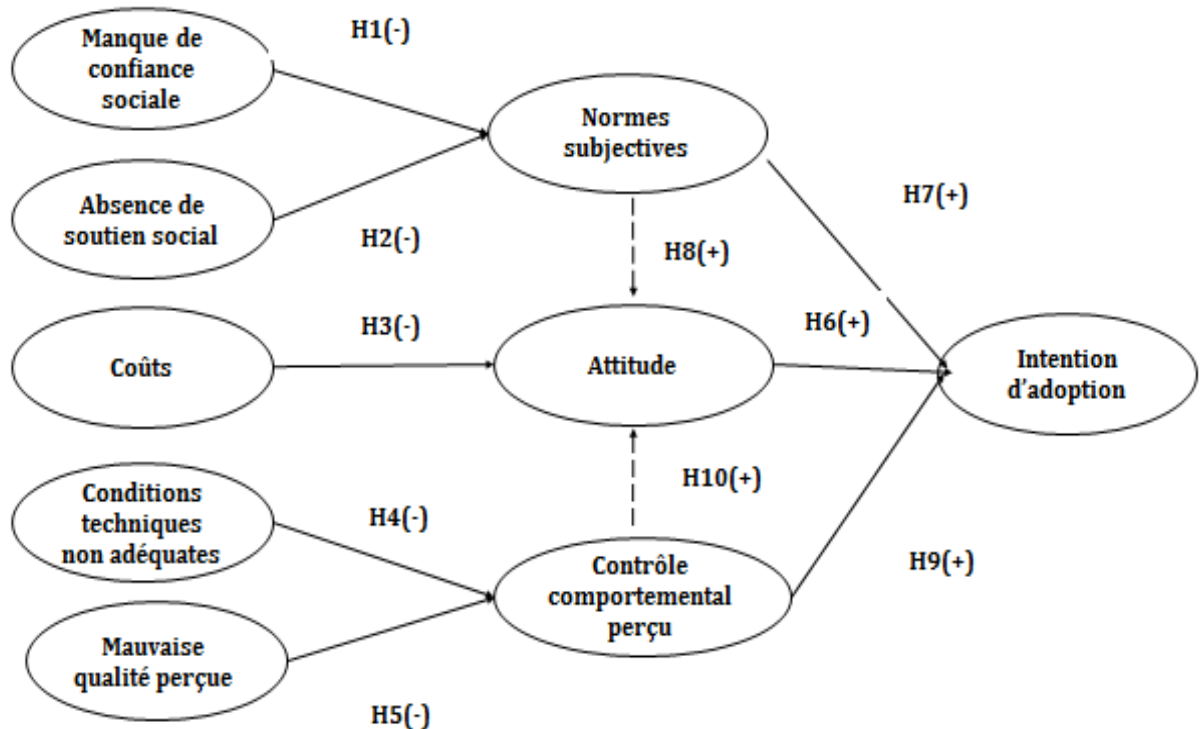 H1(-)
Manque de
confiance
sociale
Normes
subjectives
Absence de
soutien social
H7(+)
H2(-)
H8(+)
H3(-)
H6(+)
Coûts
Attitude
Intention
d'adoption
Conditions
techniques
non adéquates
H10(+)
H4(-)
Contrôle
comportemental
perçu
H9(+)
Mauvaise
qualité perçue
H5(-)